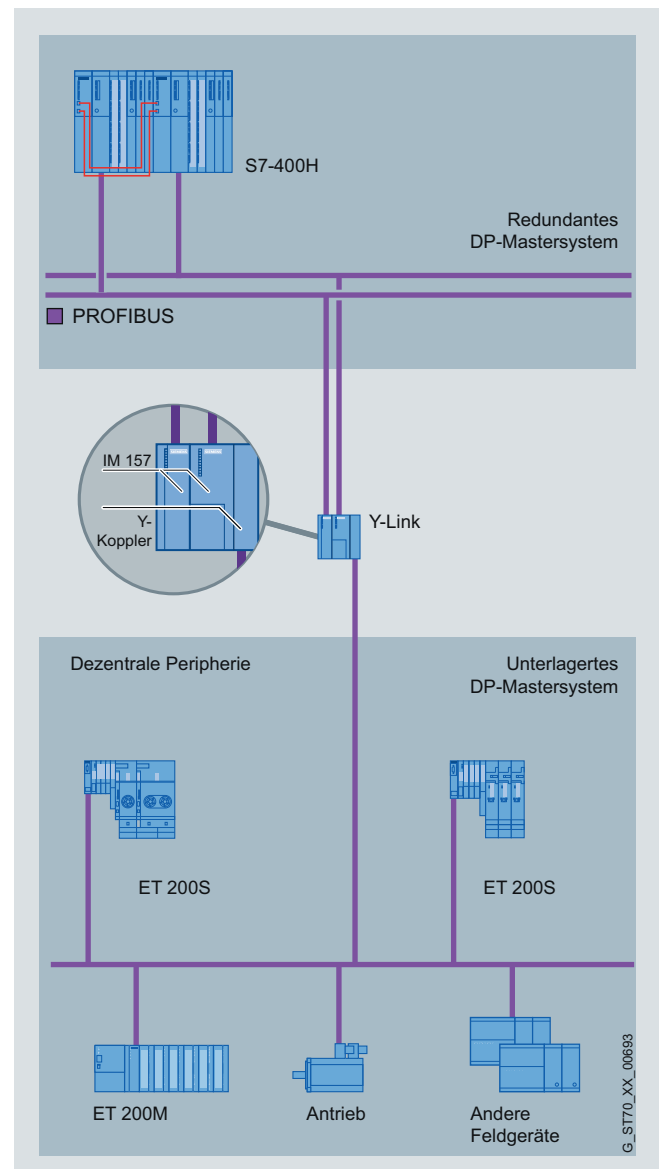 S7-400H
Redundantes
DP-Mastersystem
PROFIBUS
IM 157
Y-
Koppler
Y-Link
Dezentrale Peripherie
Unterlagertes
DP-Mastersystem
ET 200S
ET 200S
ET 200M
Antrieb
Andere
Feldgeräte
G_ST70_XX_00693